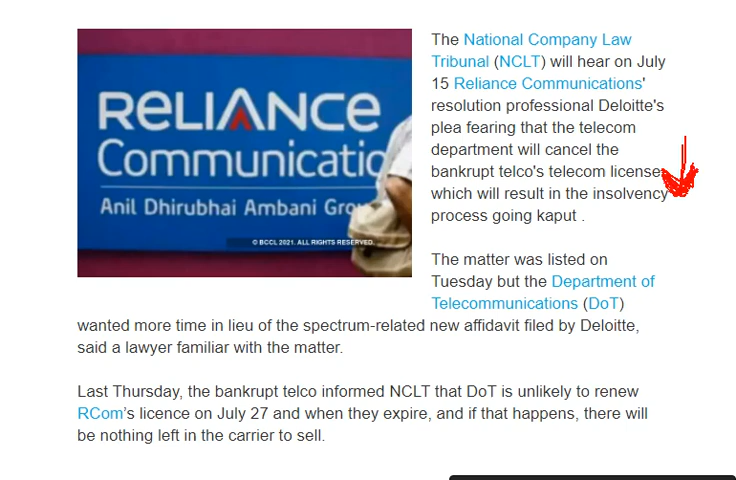 RELIANCE
Communicatio
Anil Dhirubhai Ambani Gro
© BCCL 2021. ALL RIGHTS RESERVED.
The National Company Law
Tribunal (NCLT) will hear on July
15 Reliance Communications'
resolution professional Deloitte's
plea fearing that the telecom
department will cancel the
bankrupt telco's telecom license
which will result in the insolvency
process going kaput .
The matter was listed on
Tuesday but the Department of
Telecommunications (DoT)
wanted more time in lieu of the spectrum-related new affidavit filed by Deloitte,
said a lawyer familiar with the matter.
Last Thursday, the bankrupt telco informed NCLT that DoT is unlikely to renew
RCom's licence on July 27 and when they expire, and if that happens, there will
be nothing left in the carrier to sell.